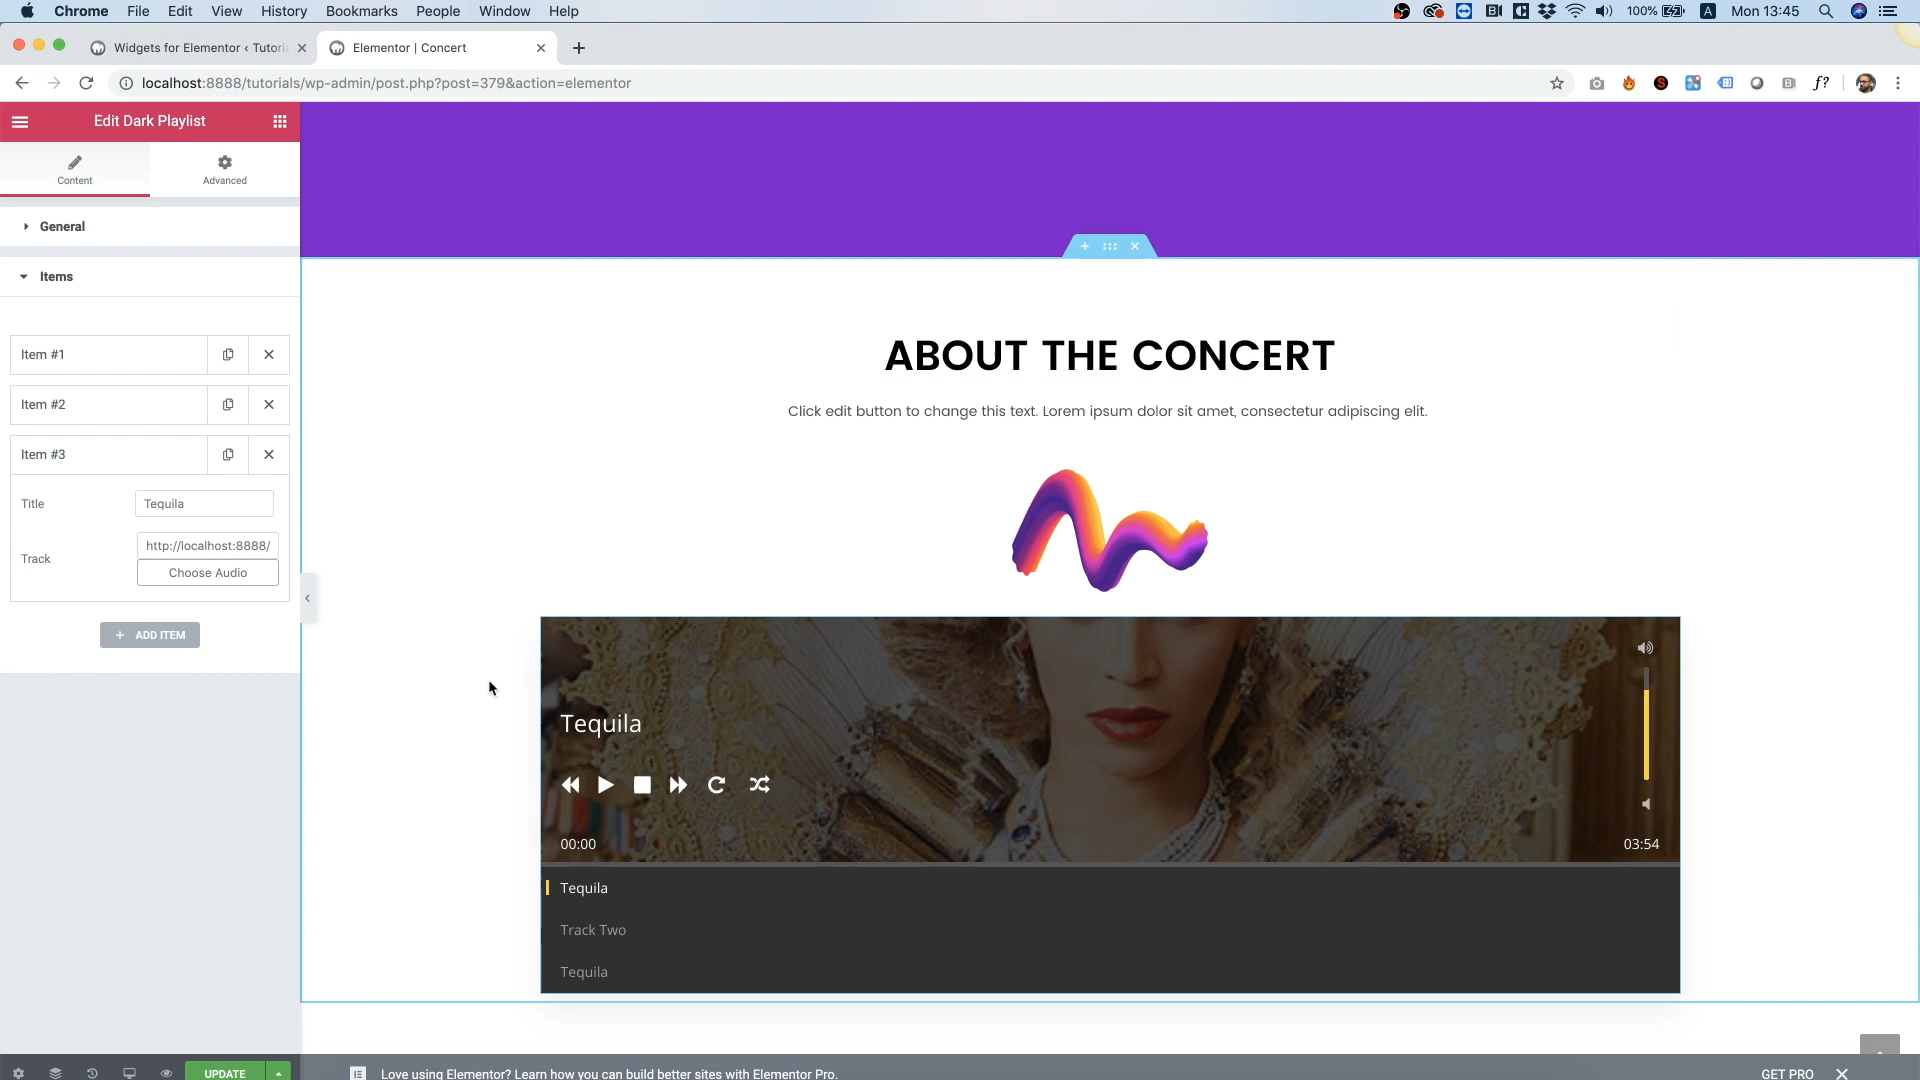 Chrome File Edit View History Bookmarks People Window Help 100% A Mon 13:45
Widgets for Elementor ‹ Tutori Elementor | Concert
localhost:8888/tutorials/wp-admin/post.php?post=379&action=elementor f?
Edit Dark Playlist
Content Advanced
General
Items
Item #1
Item #2
Item #3
Title Tequila
Track http://localhost:8888/
Choose Audio
+ ADD ITEM
ABOUT THE CONCERT
Click edit button to change this text. Lorem ipsum dolor sit amet, consectetur adipiscing elit.
Tequila
00:00 03:54
Tequila
Track Two
Tequila
UPDATE
Love using Elementor? Learn how you can build better sites with Elementor Pro. GET PRO